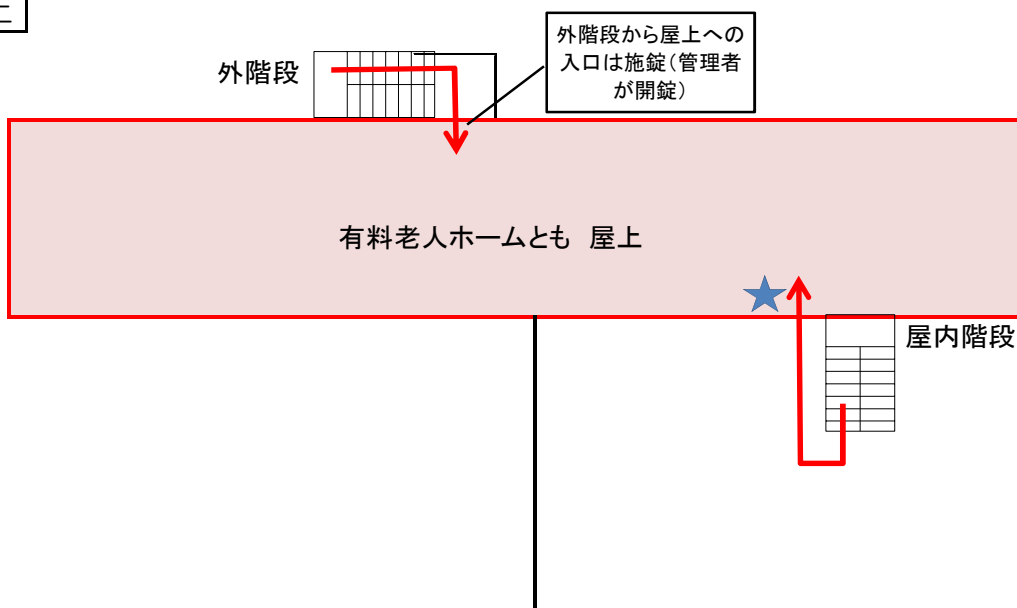 外階段から屋上への
入口は施錠(管理者
が開錠)
外階段
有料老人ホームとも 屋上
屋内階段